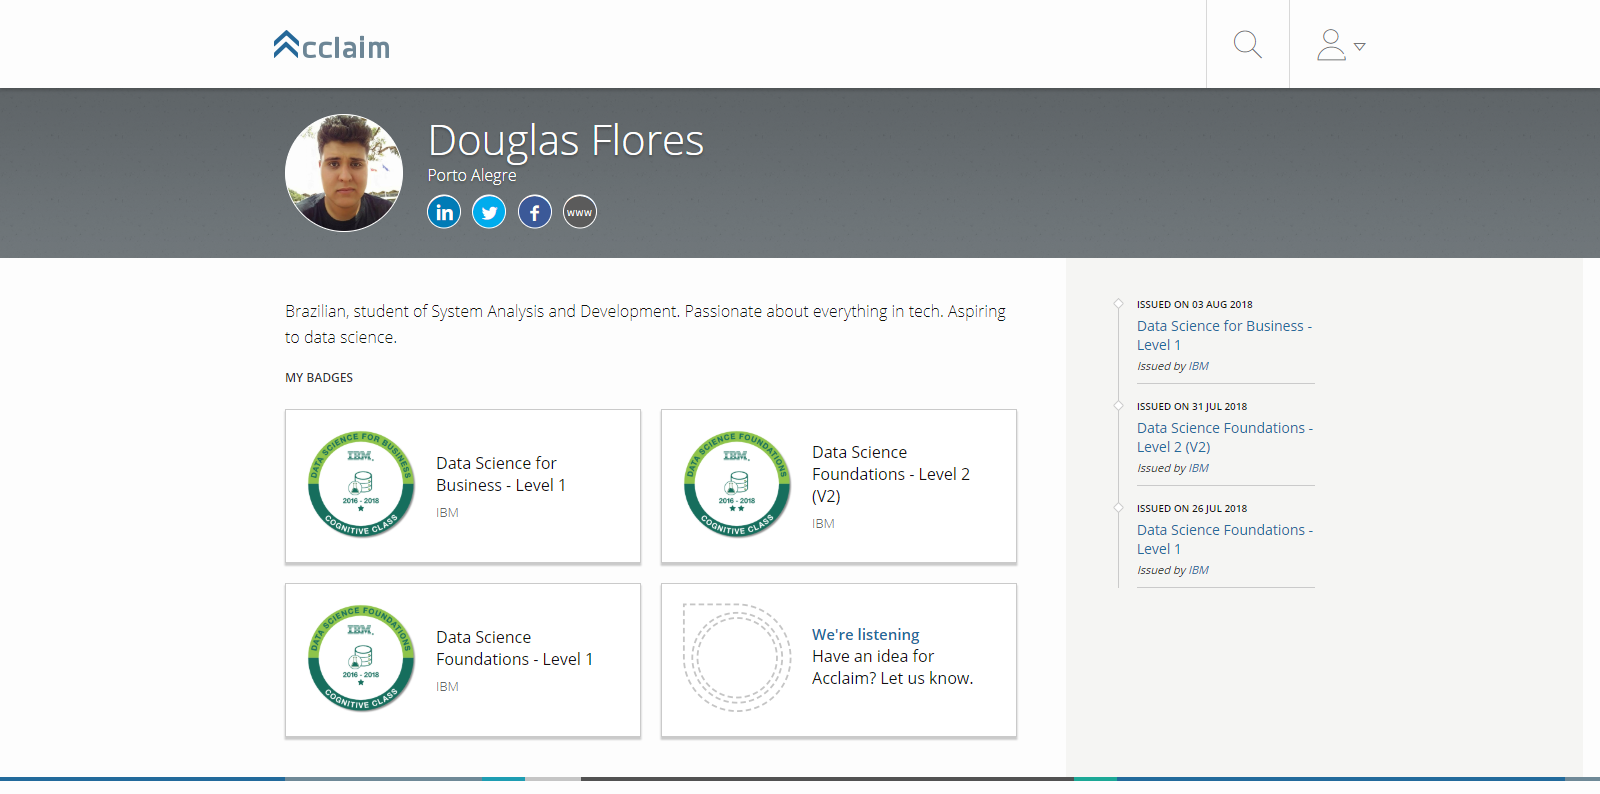 cclaim
Douglas Flores
Porto Alegre
in f www
Brazilian, student of System Analysis and Development. Passionate about everything in tech. Aspiring
to data science.
MY BADGES
DATA SCIENCE FOR BUSINESS
IBM.
2016 - 2018
COGNITIVE CLASS
Data Science for
Business - Level 1
IBM
DATA SCIENCE FOUNDATIONS
IBM.
2016 - 2018
COGNITIVE CLASS
Data Science
Foundations - Level 2
(V2)
IBM
DATA SCIENCE FOUNDATIONS
IBM.
2016 - 2018
COGNITIVE CLASS
Data Science
Foundations - Level 1
IBM
We're listening
Have an idea for
Acclaim? Let us know.
ISSUED ON 03 AUG 2018
Data Science for Business -
Level 1
Issued by IBM
ISSUED ON 31 JUL 2018
Data Science Foundations -
Level 2 (V2)
Issued by IBM
ISSUED ON 26 JUL 2018
Data Science Foundations -
Level 1
Issued by IBM